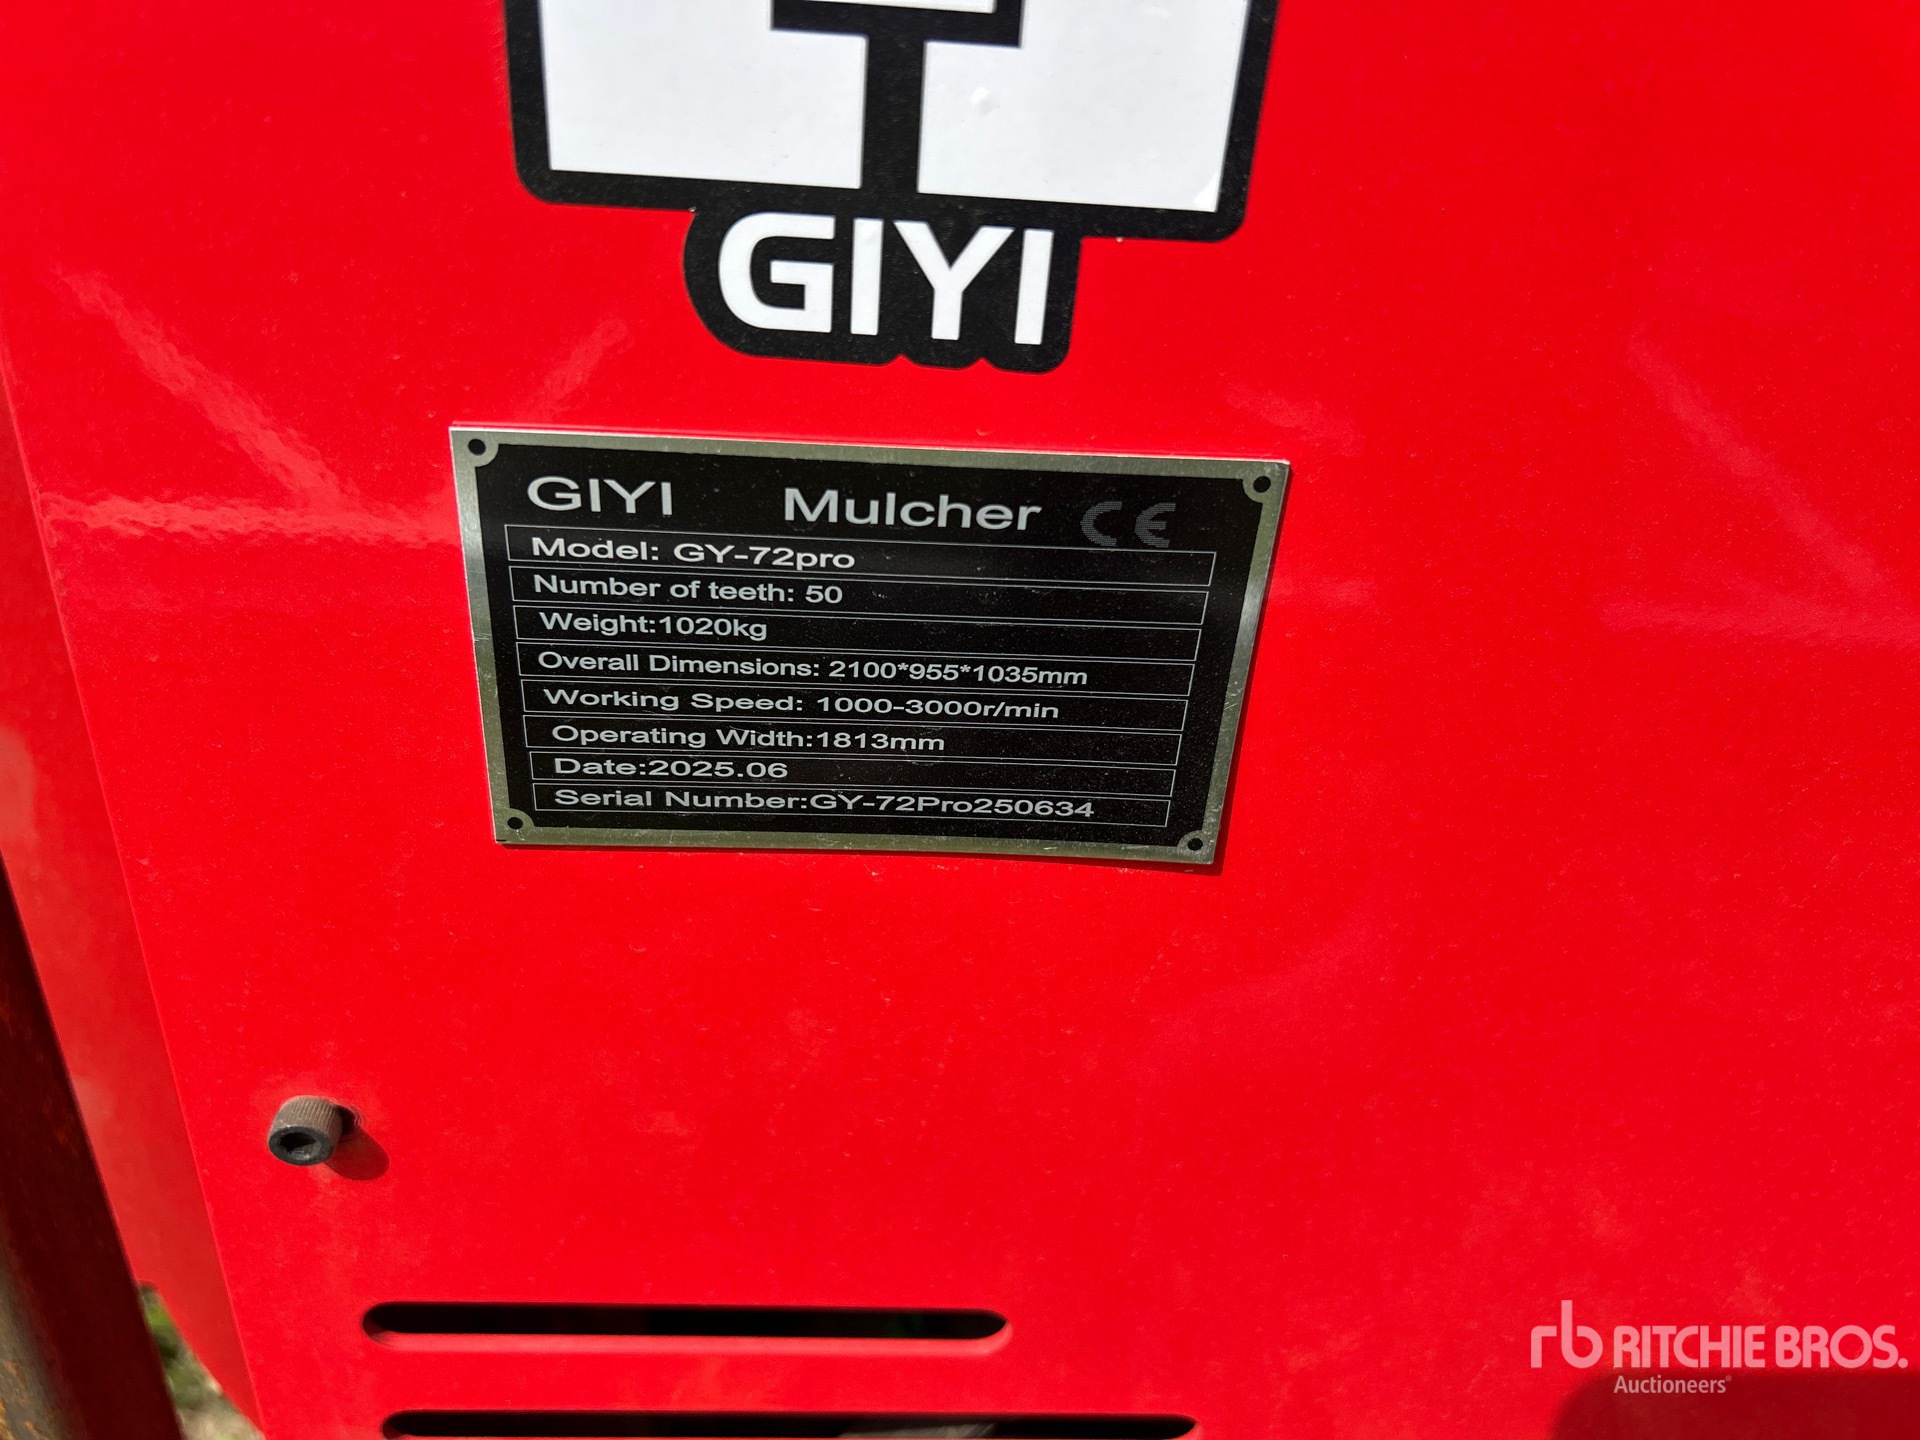 GIYI
GIYI Mulcher CE
Model: GY-72pro
Number of teeth: 50
Weight:1020kg
Overall Dimensions: 2100*955*1035mm
Working Speed: 1000-3000r/min
Operating Width:1813mm
Date:2025.06
Serial Number:GY-72Pro250634
rb RITCHIE BROS.
Auctioneers®